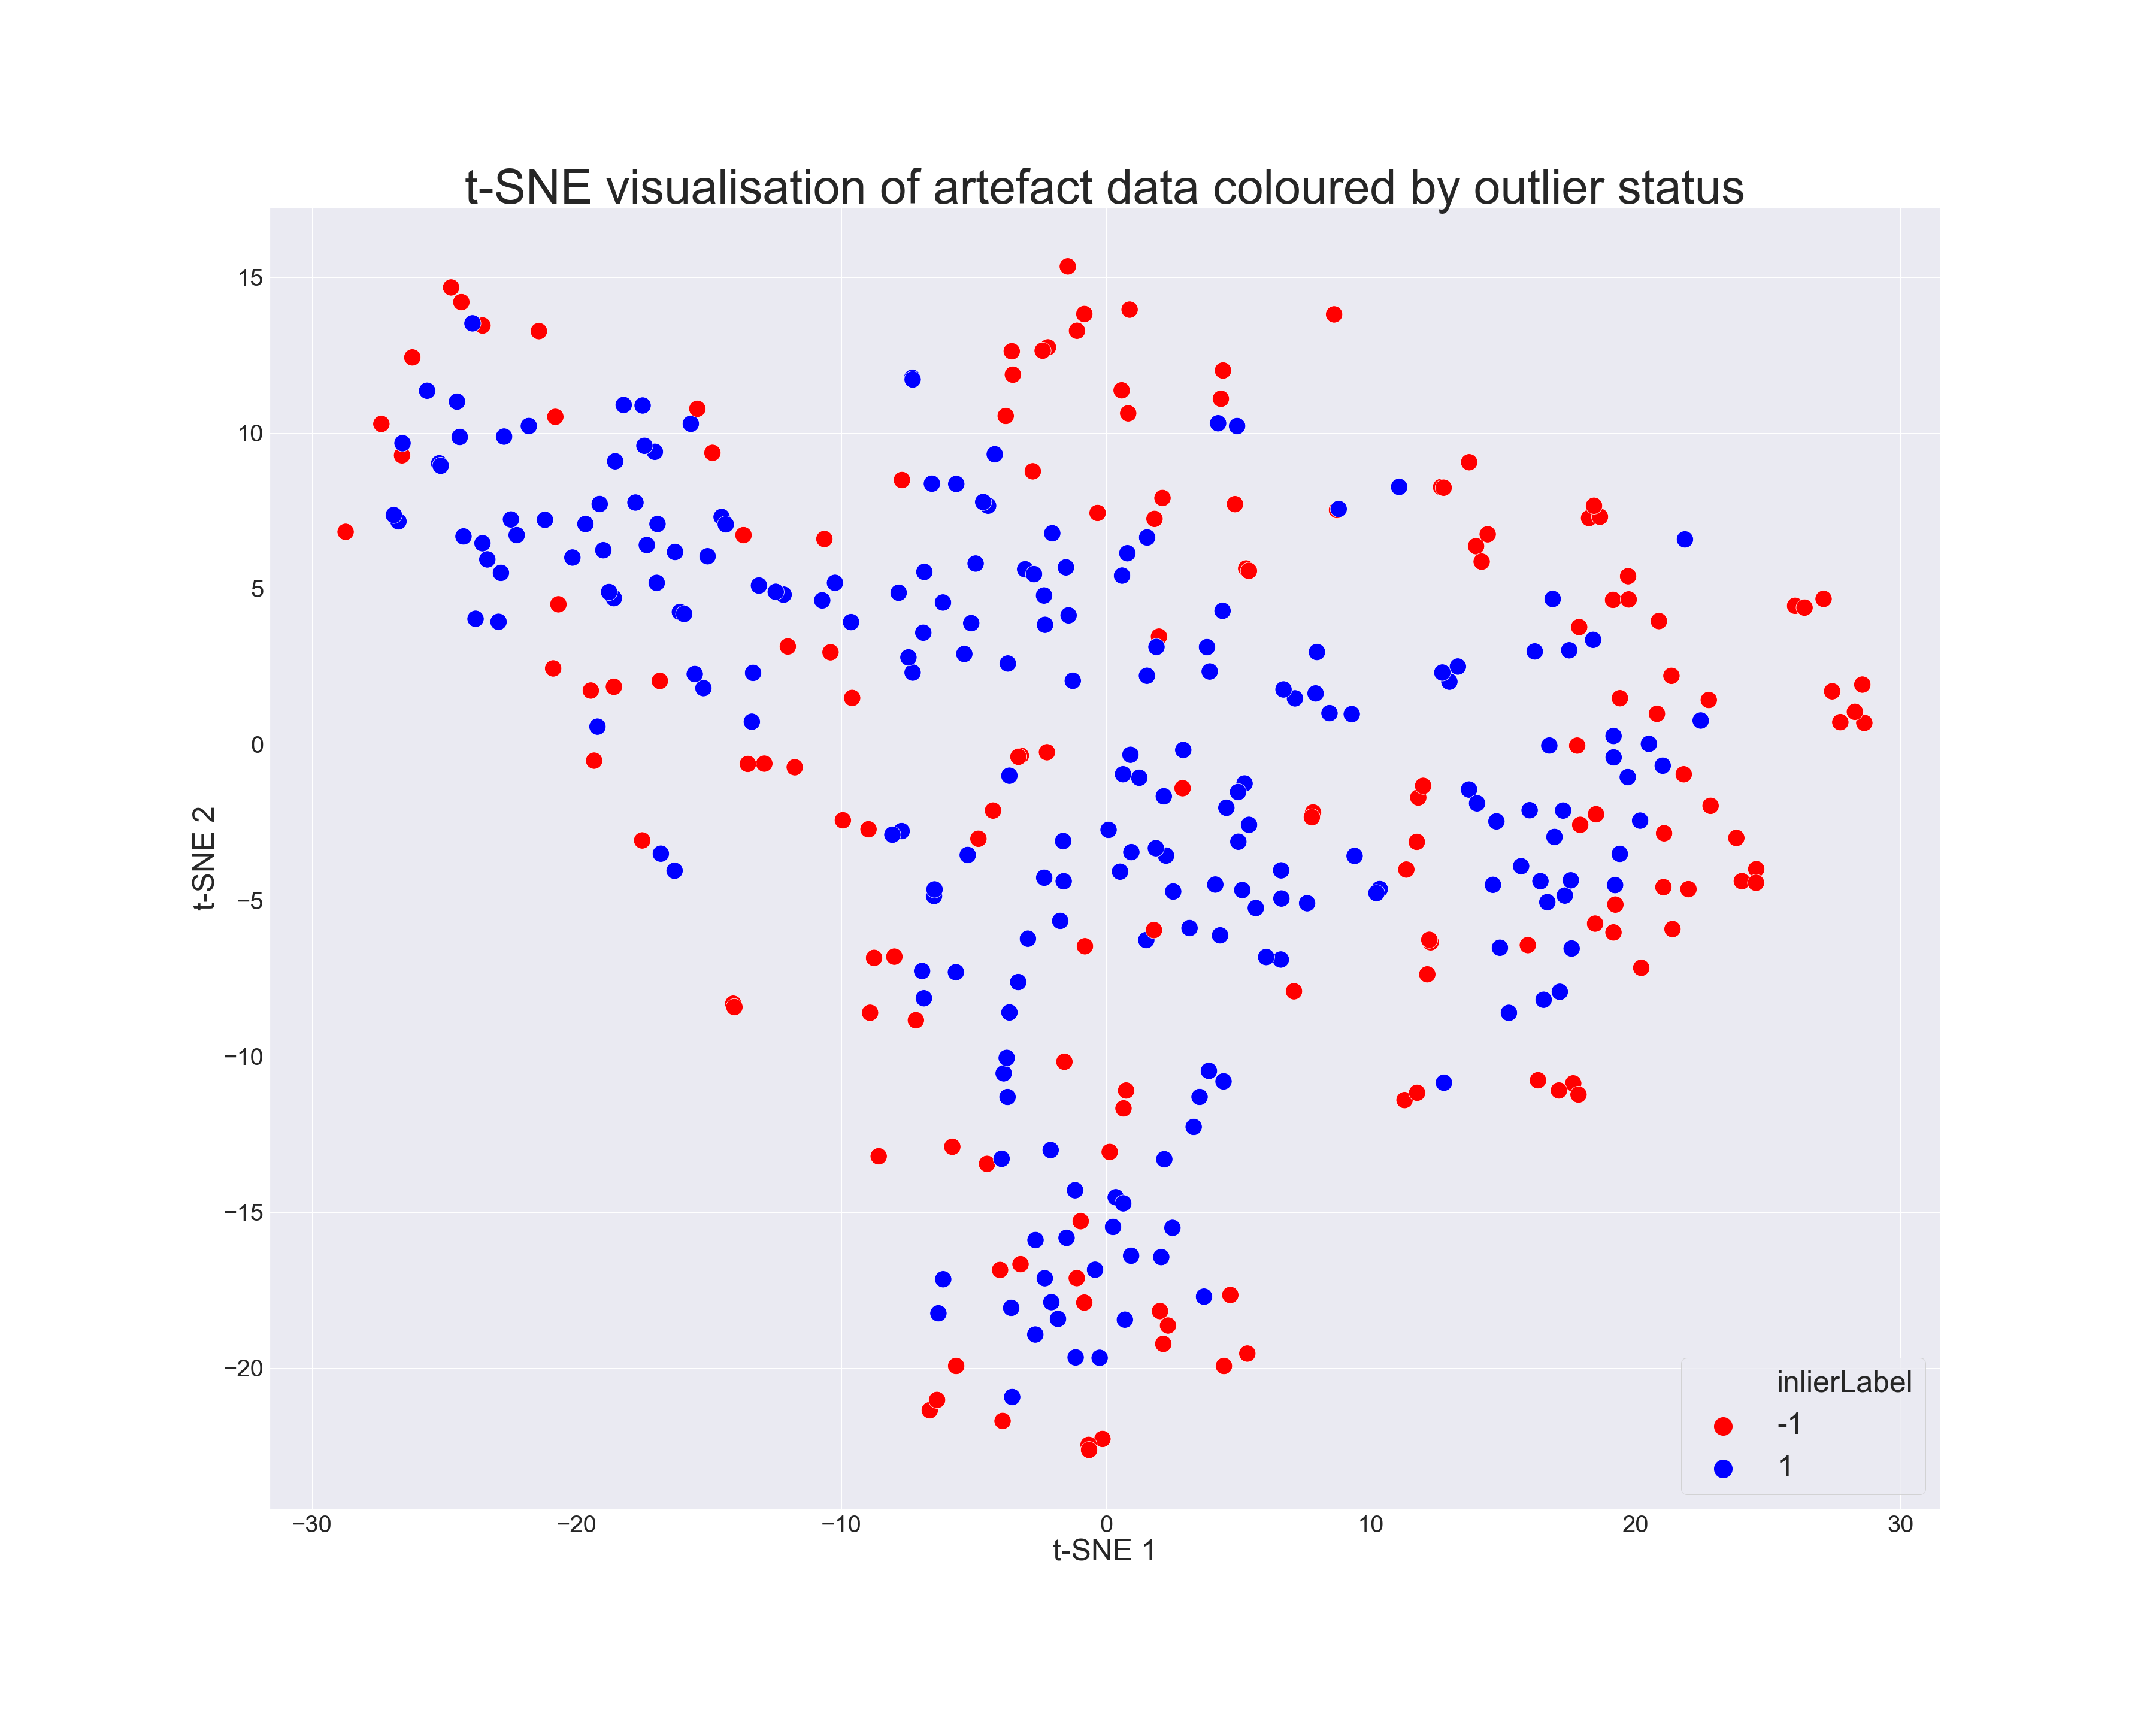 t-SNE visualisation of artefact data coloured by outlier status
15
10
5
0
−5
−10
−15
−20
t-SNE 2
inlierLabel
-1
1
−30 −20 −10 0 10 20 30
t-SNE 1